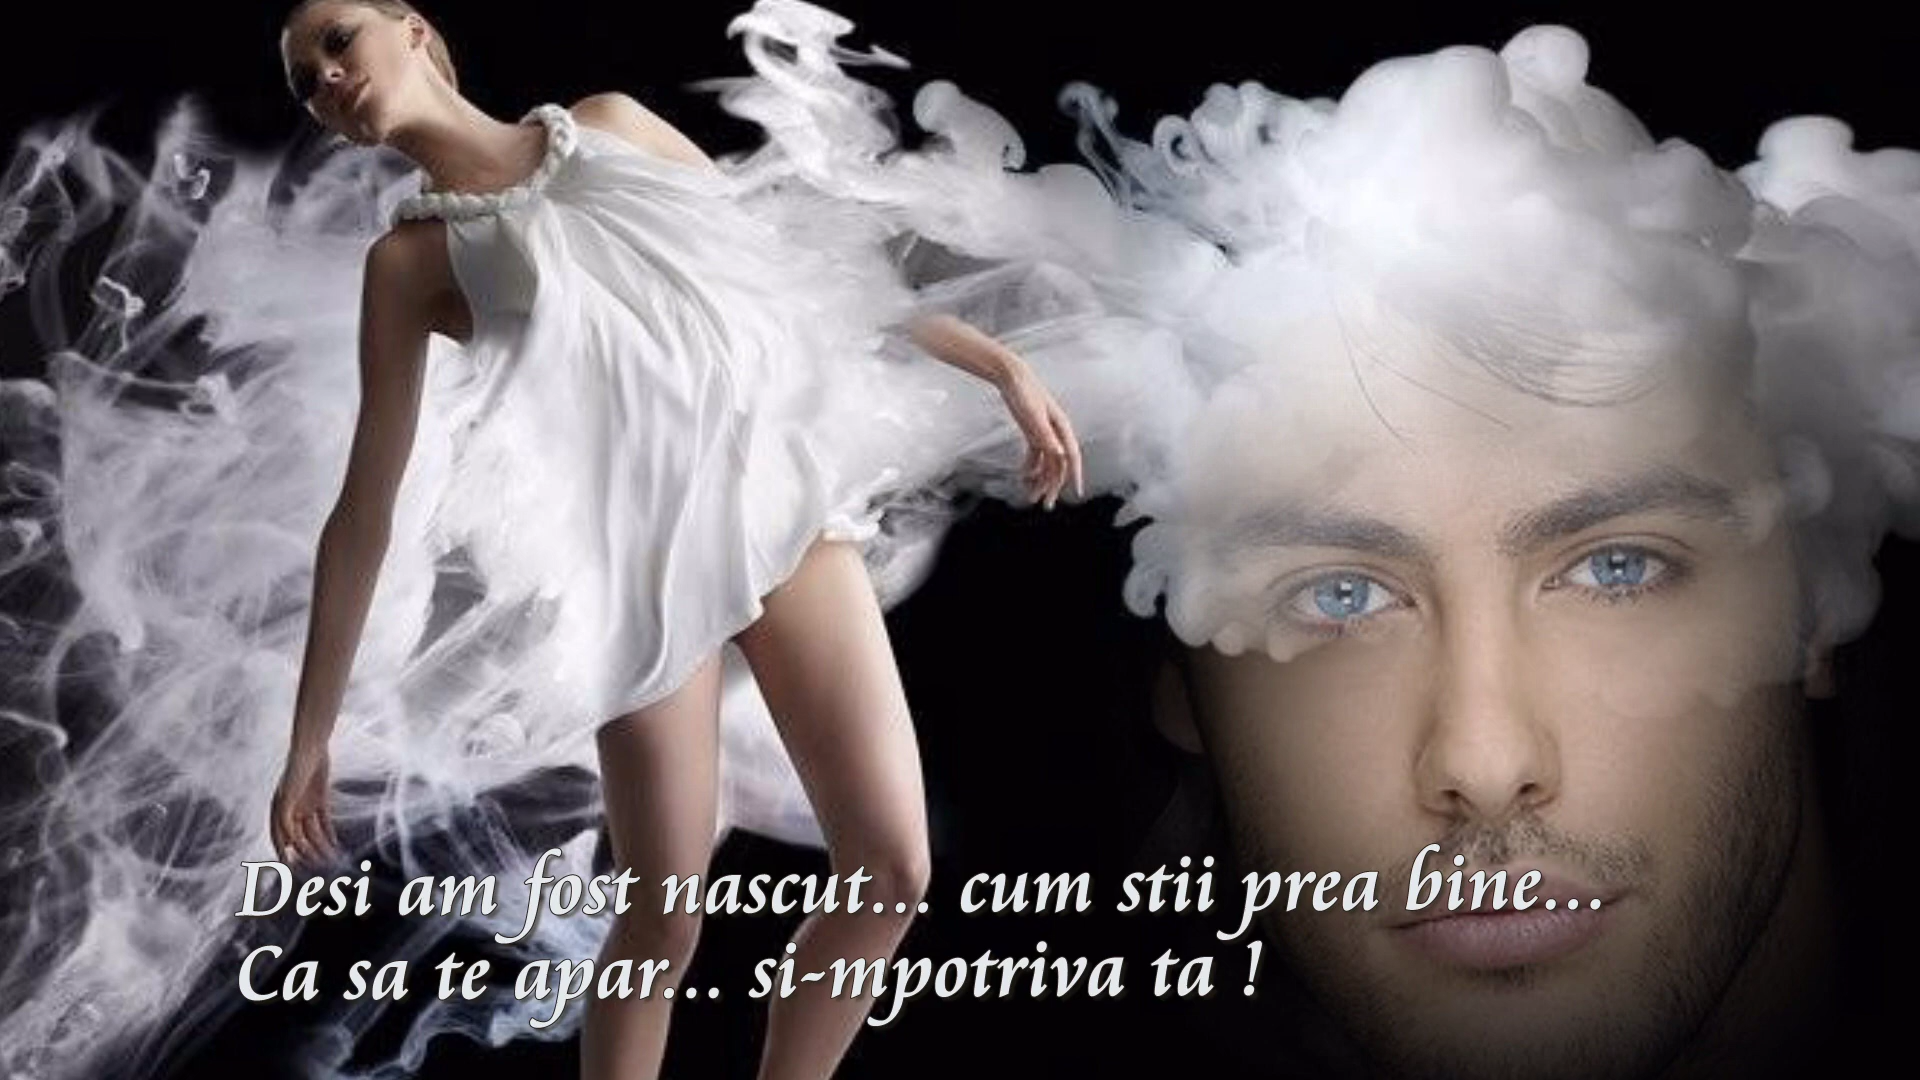 Desi am fost nascut... cum stii prea bine...
Ca sa te apar... si-mpotriva ta !